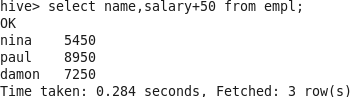 hive> select name,salary+50 from empl;
OK
nina    5450
paul    8950
damon   7250
Time taken: 0.284 seconds, Fetched: 3 row(s)